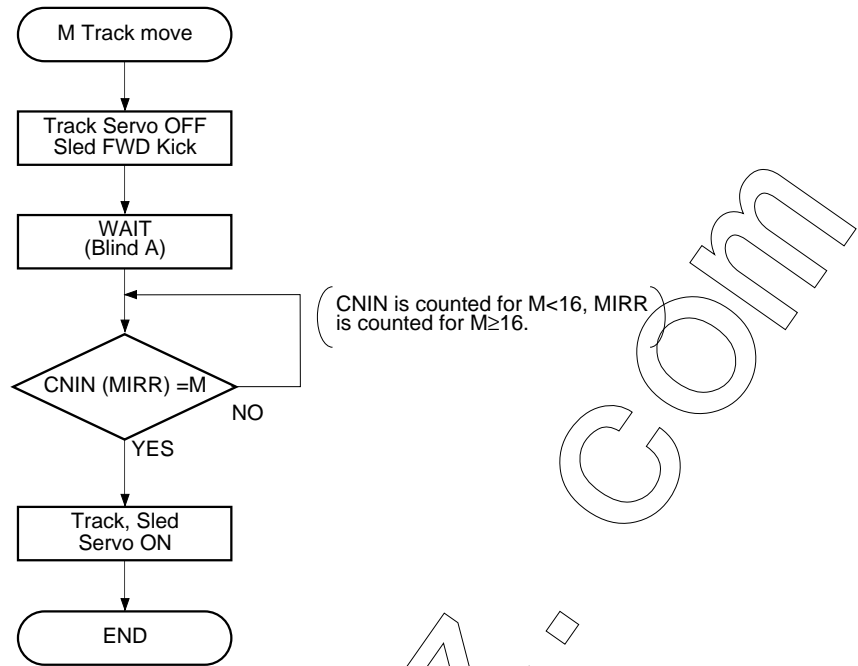 M Track move
Track Servo OFF
Sled FWD Kick
WAIT
(Blind A)
CNIN is counted for M<16, MIRR
is counted for M≥16.
CNIN (MIRR) =M
NO
YES
Track, Sled
Servo ON
END
.com